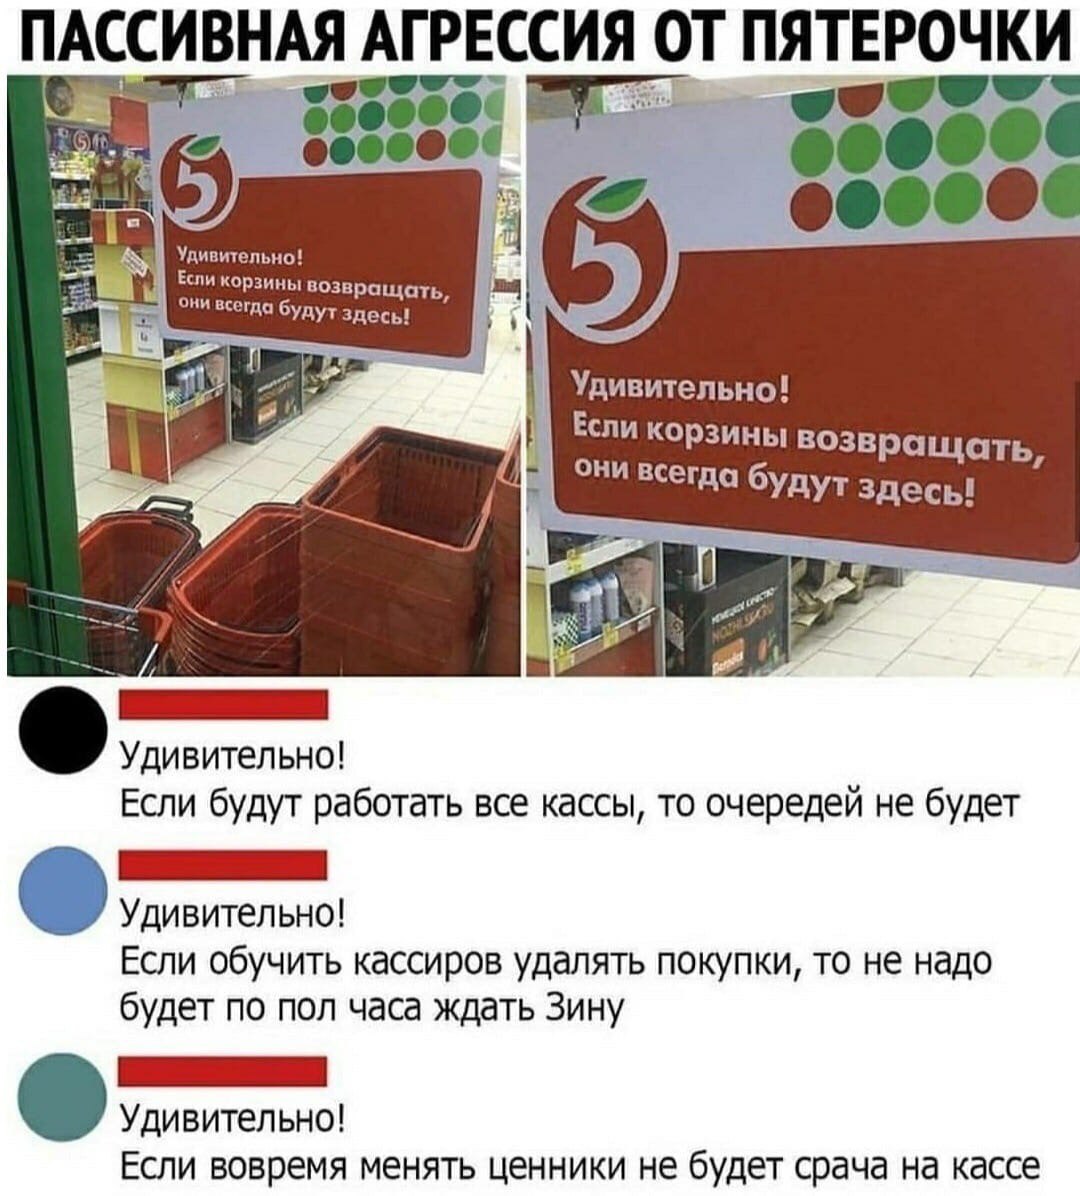 ПАССИВНАЯ АГРЕССИЯ ОТ ПЯТЕРОЧКИ
5
Удивительно!
Если корзины возвращать,
они всегда будут здесь!
5
Удивительно!
Если корзины возвращать,
они всегда будут здесь!
Удивительно!
Если будут работать все кассы, то очередей не будет
Удивительно!
Если обучить кассиров удалять покупки, то не надо
будет по пол часа ждать Зину
Удивительно!
Если вовремя менять ценники не будет срача на кассе